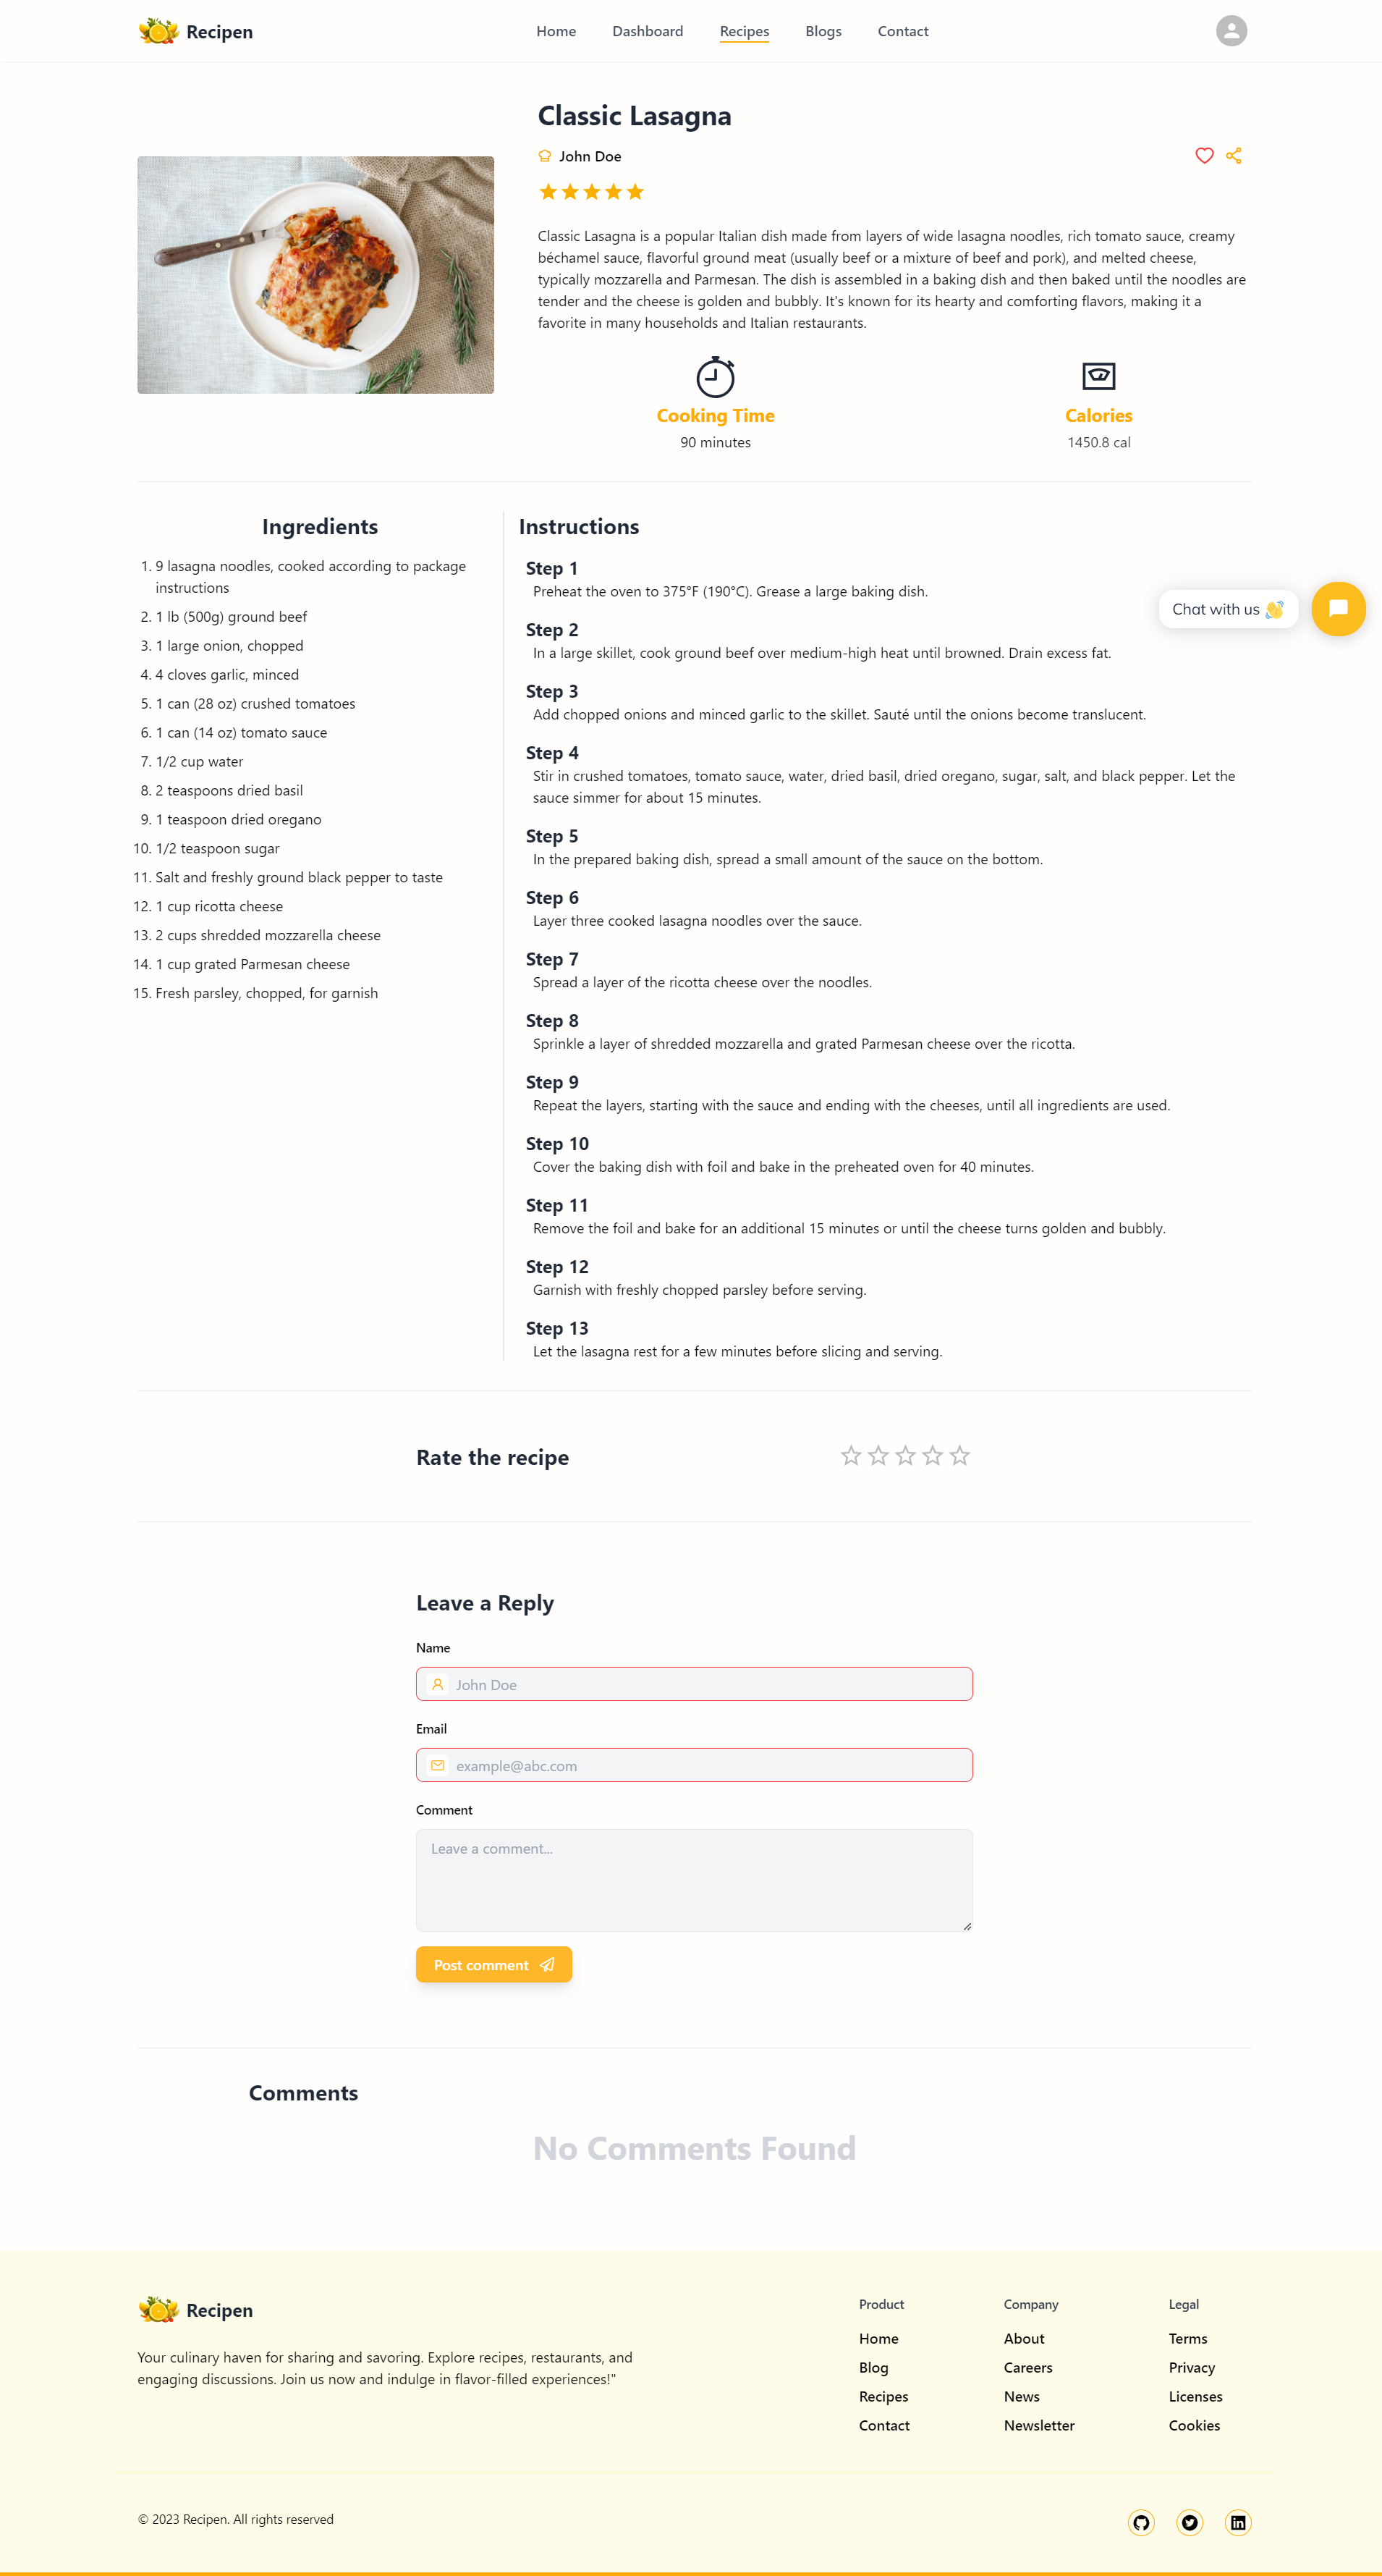 Recipen
Home
Dashboard
Recipes
Blogs
Contact
Classic Lasagna
John Doe
Classic Lasagna is a popular Italian dish made from layers of wide lasagna noodles, rich tomato sauce, creamy
béchamel sauce, flavorful ground meat (usually beef or a mixture of beef and pork), and melted cheese,
typically mozzarella and Parmesan. The dish is assembled in a baking dish and then baked until the noodles are
tender and the cheese is golden and bubbly. It's known for its hearty and comforting flavors, making it a
favorite in many households and Italian restaurants.
Cooking Time
90 minutes
Calories
1450.8 cal
Ingredients
1. 9 lasagna noodles, cooked according to package
instructions
2. 1 lb (500g) ground beef
3. 1 large onion, chopped
4. 4 cloves garlic, minced
5. 1 can (28 oz) crushed tomatoes
6. 1 can (14 oz) tomato sauce
7. 1/2 cup water
8. 2 teaspoons dried basil
9. 1 teaspoon dried oregano
10. 1/2 teaspoon sugar
11. Salt and freshly ground black pepper to taste
12. 1 cup ricotta cheese
13. 2 cups shredded mozzarella cheese
14. 1 cup grated Parmesan cheese
15. Fresh parsley, chopped, for garnish
Instructions
Step 1
Preheat the oven to 375°F (190°C). Grease a large baking dish.
Step 2
In a large skillet, cook ground beef over medium-high heat until browned. Drain excess fat.
Step 3
Add chopped onions and minced garlic to the skillet. Sauté until the onions become translucent.
Step 4
Stir in crushed tomatoes, tomato sauce, water, dried basil, dried oregano, sugar, salt, and black pepper. Let the
sauce simmer for about 15 minutes.
Step 5
In the prepared baking dish, spread a small amount of the sauce on the bottom.
Step 6
Layer three cooked lasagna noodles over the sauce.
Step 7
Spread a layer of the ricotta cheese over the noodles.
Step 8
Sprinkle a layer of shredded mozzarella and grated Parmesan cheese over the ricotta.
Step 9
Repeat the layers, starting with the sauce and ending with the cheeses, until all ingredients are used.
Step 10
Cover the baking dish with foil and bake in the preheated oven for 40 minutes.
Step 11
Remove the foil and bake for an additional 15 minutes or until the cheese turns golden and bubbly.
Step 12
Garnish with freshly chopped parsley before serving.
Step 13
Let the lasagna rest for a few minutes before slicing and serving.
Chat with us 👋
Rate the recipe
Leave a Reply
Name
John Doe
Email
example@abc.com
Comment
Leave a comment...
Post comment
Comments
No Comments Found
Recipen
Your culinary haven for sharing and savoring. Explore recipes, restaurants, and
engaging discussions. Join us now and indulge in flavor-filled experiences!"
Product
Home
Blog
Recipes
Contact
Company
About
Careers
News
Newsletter
Legal
Terms
Privacy
Licenses
Cookies
© 2023 Recipen. All rights reserved